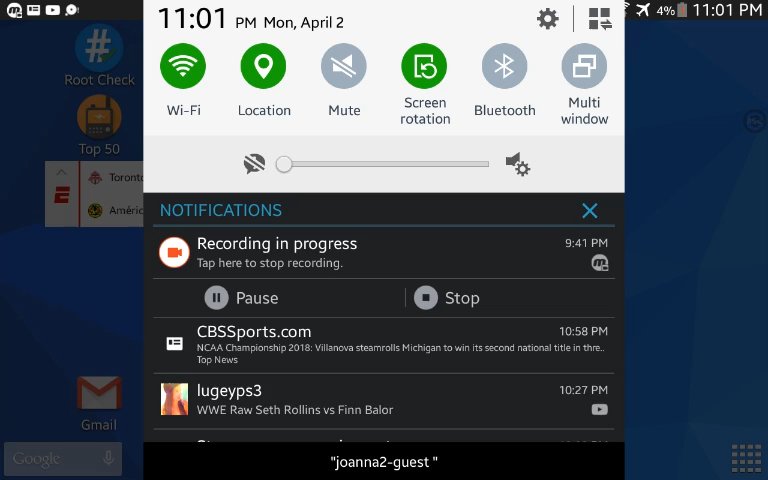 11:01 PM Mon, April 2
4% 11:01 PM
Root Check
Top 50
Toronto
Améric
Gmail
Google
Wi-Fi
Location
Mute
Screen
rotation
Bluetooth
Multi
window
NOTIFICATIONS
Recording in progress
9:41 PM
Tap here to stop recording.
Pause
Stop
CBSSports.com
10:58 PM
NCAA Championship 2018: Villanova steamrolls Michigan to win its second national title in thre..
Top News
lugeyps3
10:27 PM
WWE Raw Seth Rollins vs Finn Balor
"joanna2-guest "